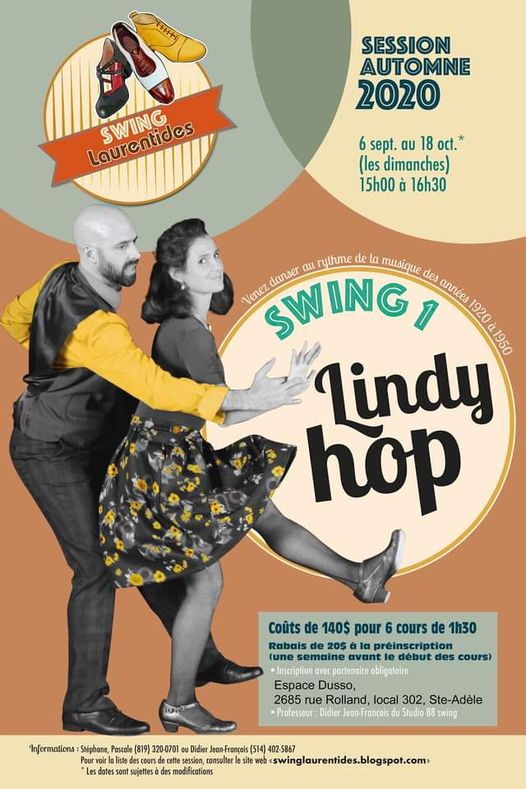 SWING
Laurentides
SESSION
AUTOMNE
2020
6 sept. au 18 oct.*
(les dimanches)
15h00 à 16h30
Venez danser au rythme de la musique des années 1920 à 1950
SWING 1
Lindy
hop
Coûts de 140$ pour 6 cours de 1h30
Rabais de 20$ à la préinscription
(une semaine avant le début des cours)
• Inscription avec partenaire obligatoire
Espace Dusso,
2685 rue Rolland, local 302, Ste-Adèle
• Professeur : Didier Jean-François du Studio 88 swing
Informations : Stéphane, Pascale (819) 320-0701 ou Didier Jean-François (514) 402-5867
Pour voir la liste des cours de cette session, consulter le site web «swinglaurentides.blogspot.com»
* Les dates sont sujettes à des modifications